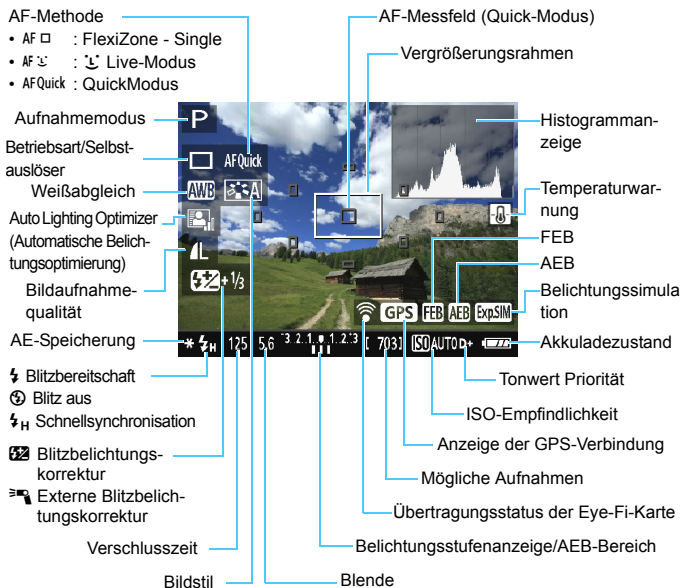 AF-Methode
• AF □ : FlexiZone - Single
• AF : Live-Modus
• AFQuick : QuickModus
Aufnahmemodus
Betriebsart/Selbst-
auslöser
Weißabgleich
Auto Lighting Optimizer
(Automatische Belich-
tungsoptimierung)
Bildaufnahme-
qualität
AE-Speicherung
Blitzbereitschaft
Blitz aus
H Schnellsynchronisation
Blitzbelichtungs-
korrektur
Externe Blitzbelich-
tungskorrektur
Verschlusszeit
Bildstil
AF-Messfeld (Quick-Modus)
Vergrößerungsrahmen
P
AFQuick
AWB
A
L
+1/3
GPS FEB AEB Exp.SIM
* H 125 5.6 -3..2..1..0..1..2..+3 [ 703] ISO AUTO D+
Histogramman-
zeige
Temperaturwar-
nung
FEB
AEB
Belichtungssimula
tion
Akkuladezustand
Tonwert Priorität
ISO-Empfindlichkeit
Anzeige der GPS-Verbindung
Mögliche Aufnahmen
Übertragungsstatus der Eye-Fi-Karte
Belichtungsstufenanzeige/AEB-Bereich
Blende